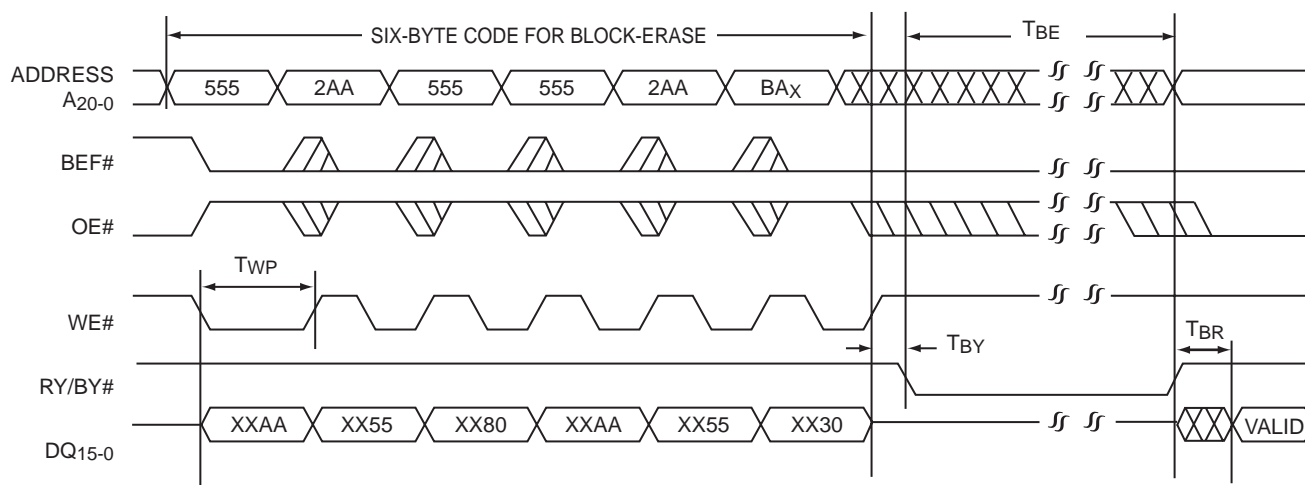 SIX-BYTE CODE FOR BLOCK-ERASE
TBE
ADDRESS
A20-0
555 2AA 555 555 2AA BAX
BEF#
OE#
TWP
WE#
TBY
TBR
RY/BY#
XXAA XX55 XX80 XXAA XX55 XX30 VALID
DQ15-0